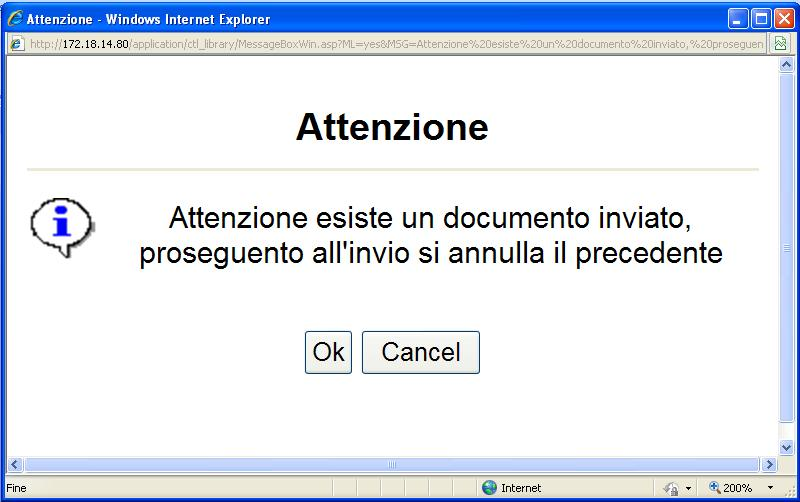 Attenzione - Windows Internet Explorer
http://172.18.14.80/application/ctl_library/MessageBoxWin.asp?ML=yes&MSG=Attenzione%20esiste%20un%20documento%20inviato,%20proseguen
Attenzione
Attenzione esiste un documento inviato,
proseguento all'invio si annulla il precedente
Ok Cancel
Fine Internet 200%